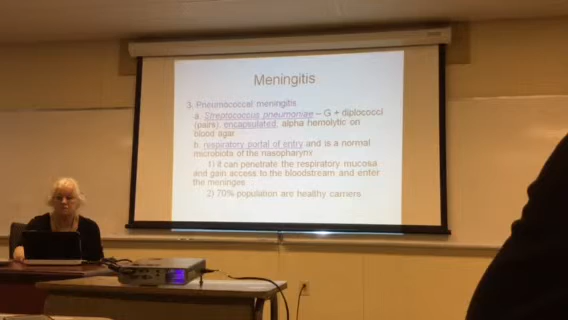 Meningitis
3. Pneumococcal meningitis
a. Streptococcus pneumoniae – G + diplococci
(pairs), encapsulated, alpha hemolytic on
blood agar
b. respiratory portal of entry and is a normal
microbiota of the nasopharynx
1) it can penetrate the respiratory mucosa
and gain access to the bloodstream and enter
the meninges
2) 70% population are healthy carriers